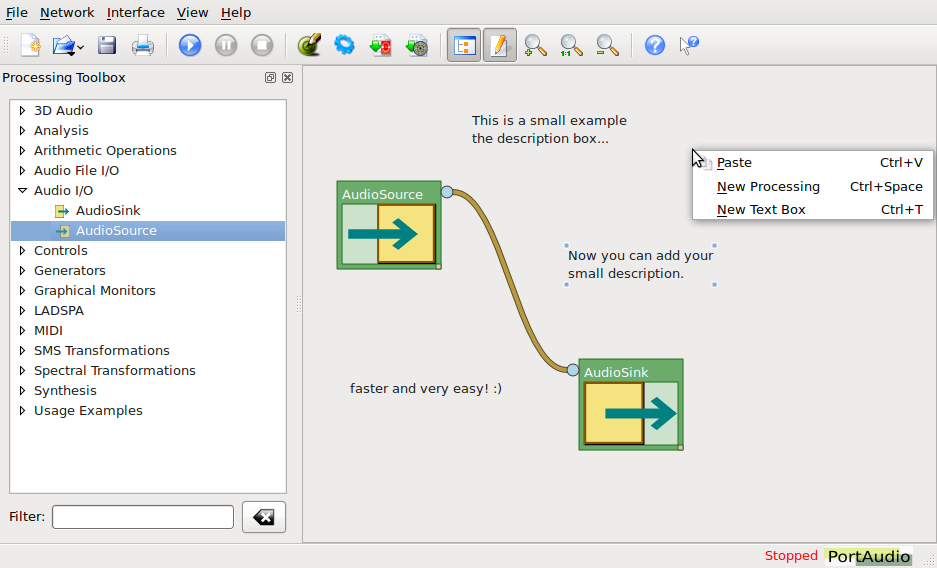 File Network Interface View Help
1:1
Processing Toolbox
3D Audio
Analysis
Arithmetic Operations
Audio File I/O
Audio I/O
AudioSink
AudioSource
Controls
Generators
Graphical Monitors
LADSPA
MIDI
SMS Transformations
Spectral Transformations
Synthesis
Usage Examples
Filter:
This is a small example
the description box...
Paste Ctrl+V
New Processing Ctrl+Space
New Text Box Ctrl+T
AudioSource
Now you can add your
small description.
AudioSink
faster and very easy! :)
Stopped PortAudio